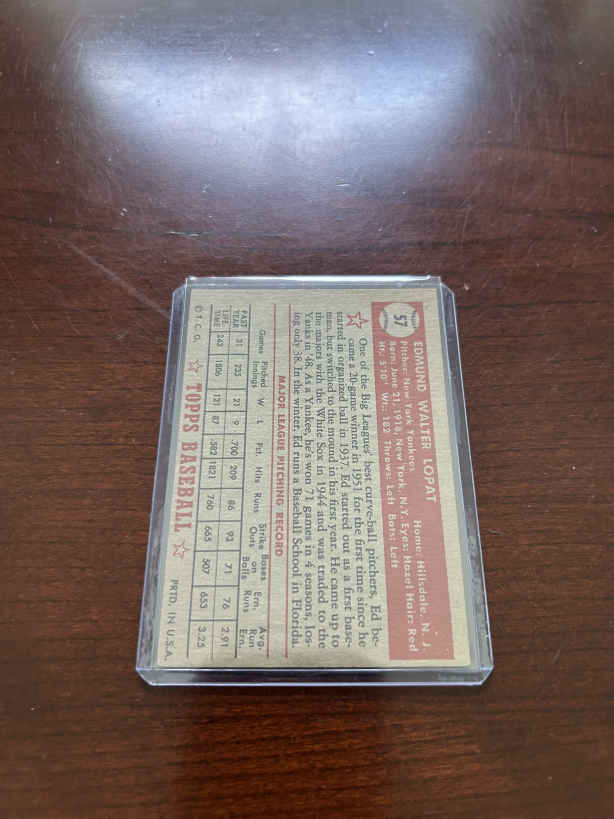 57
EDMUND WALTER LOPAT
Pitcher: New York Yankees Home: Hillsdale, N. J.
Born: June 21, 1918, New York, N.Y. Eyes: Hazel Hair: Red
Ht.: 5'10" Wt.: 182 Throws: Left Bats: Left
One of the Big Leagues' best curve-ball pitchers, Ed be-
came a 20-game winner in 1951 for the first time since he
started in organized ball in 1937. Ed started out as a first base-
man, but switched to the mound in his first year. He came up to
the majors with the White Sox in 1944 and was traded to the
Yanks in '48. As a Yankee, he's won 71 games in 4 seasons, los-
ing only 38. In the winter, Ed runs a Baseball School in Florida.
MAJOR LEAGUE PITCHING RECORD
Games Pitched Innings W L Pct. Hits Runs Strike Outs Bases on Balls Ern. Runs Avg. Run Ern.
PAST YEAR 31 235 21 9 .700 209 86 93 71 76 2.91
LIFE TIME 243 1806 121 87 .582 1821 760 665 507 653 3.25
© T. C. G. TOPPS BASEBALL PRTD. IN U.S.A.